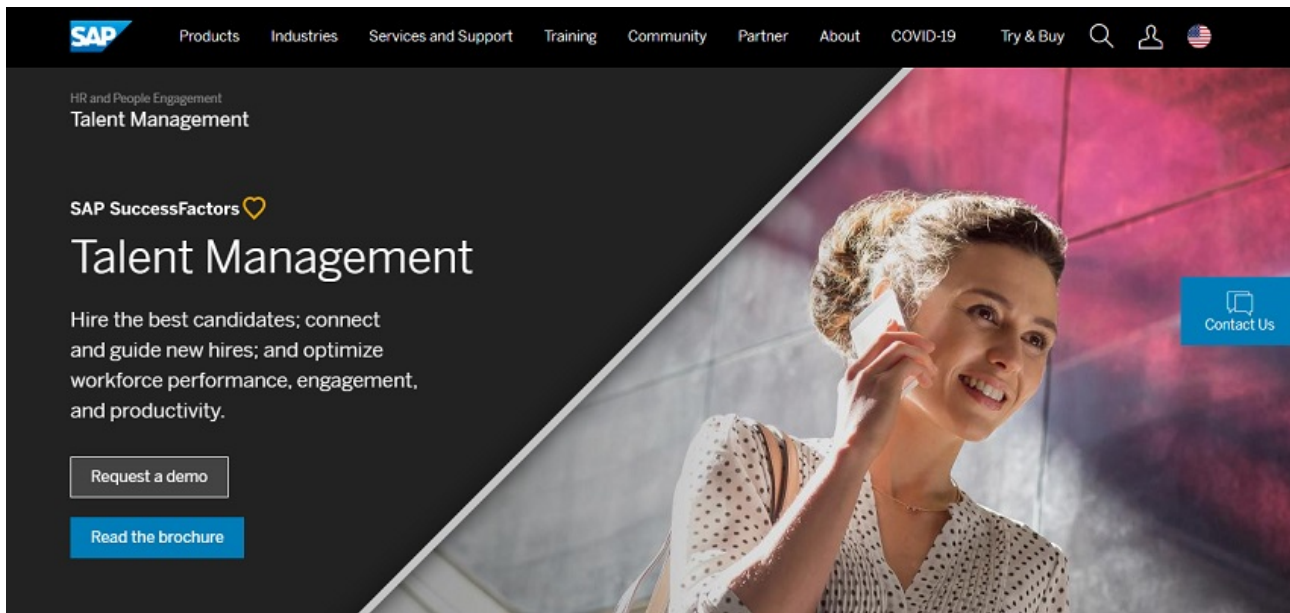 SAP Products Industries Services and Support Training Community Partner About COVID-19 Try & Buy
HR and People Engagement
Talent Management
SAP SuccessFactors
Talent Management
Hire the best candidates; connect
and guide new hires; and optimize
workforce performance, engagement,
and productivity.
Request a demo
Read the brochure
Contact Us